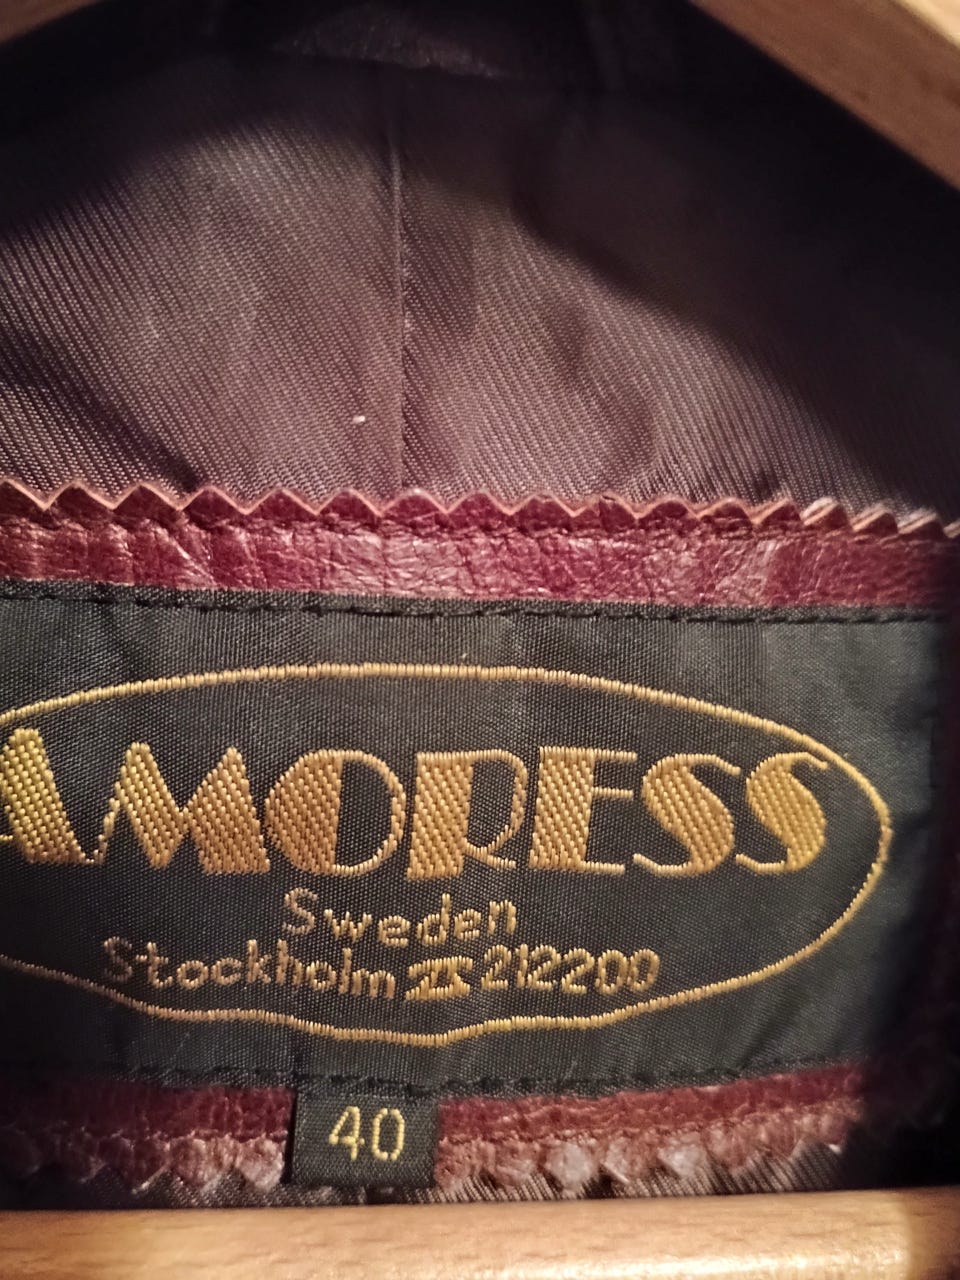 AMORESS
Sweden
Stockholm ☎ 212200
40